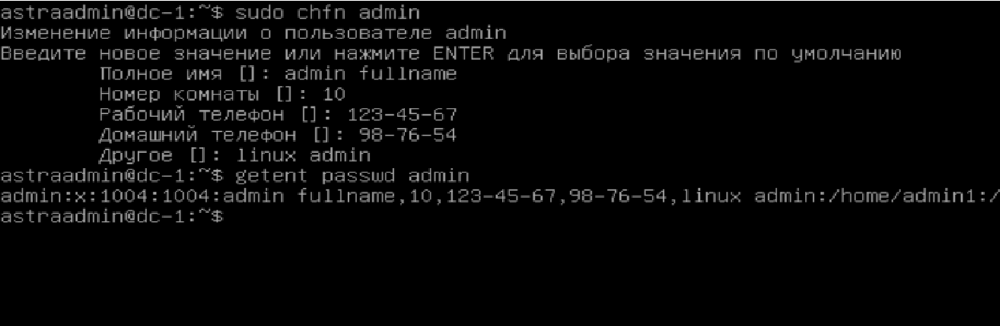 astraadmin@dc-1:~$ sudo chfn admin
Изменение информации о пользователе admin
Введите новое значение или нажмите ENTER для выбора значения по умолчанию
Полное имя []: admin fullname
Номер комнаты []: 10
Рабочий телефон []: 123-45-67
Домашний телефон []: 98-76-54
Другое []: linux admin
astraadmin@dc-1:~$ getent passwd admin
admin:x:1004:1004:admin fullname,10,123-45-67,98-76-54,linux admin:/home/admin1:/
astraadmin@dc-1:~$